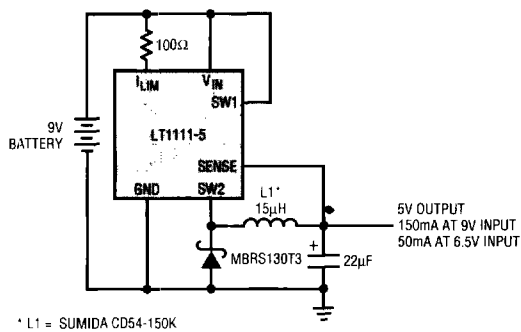 100Ω
ILIM
VIN
SW1
LT1111-5
9V
BATTERY
SENSE
GND
SW2
L1*
15µH
5V OUTPUT
150mA AT 9V INPUT
50mA AT 6.5V INPUT
MBRS130T3
+
22µF
* L1 = SUMIDA CD54-150K